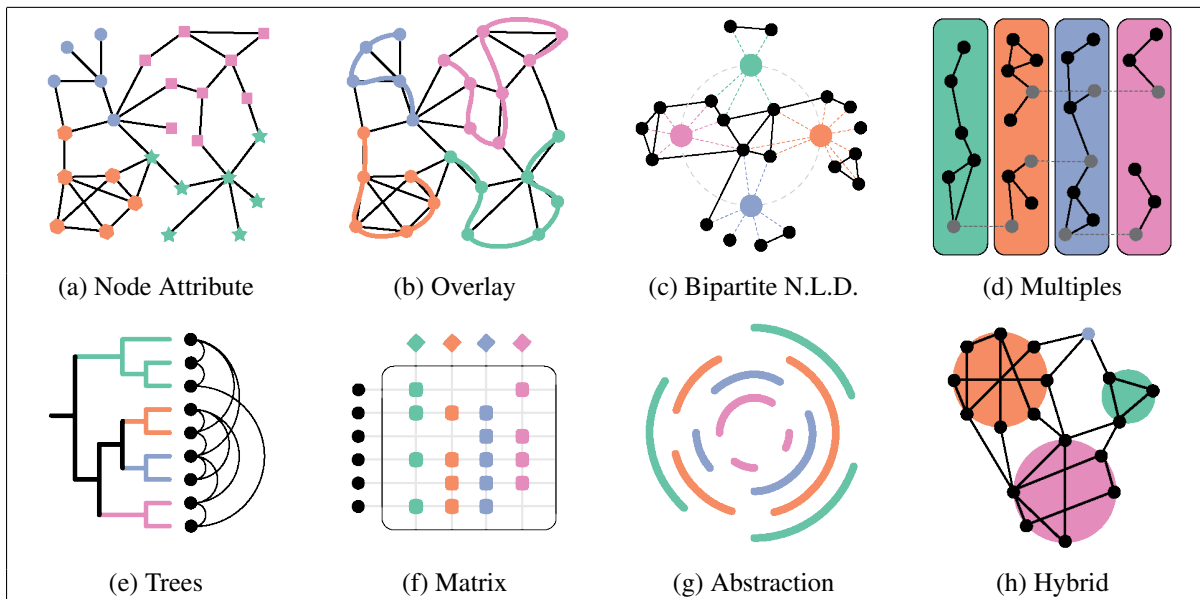 (a) Node Attribute
(b) Overlay
(c) Bipartite N.L.D.
(d) Multiples
(e) Trees
(f) Matrix
(g) Abstraction
(h) Hybrid